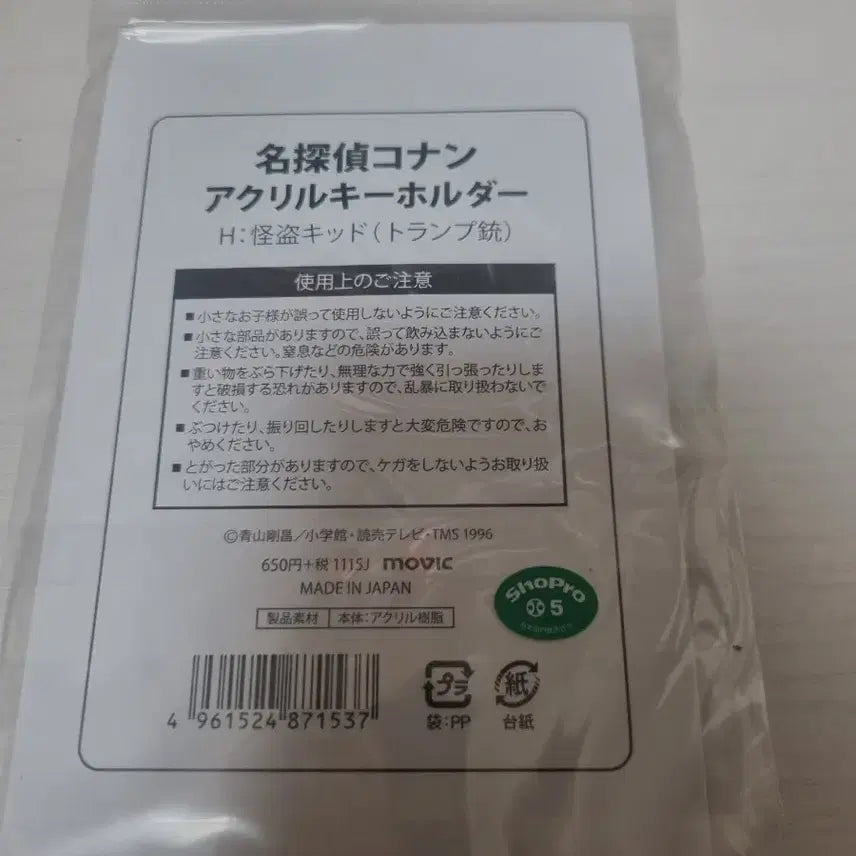 名探偵コナン
アクリルキーホルダー
H：怪盗キッド（トランプ銃）
使用上のご注意
■小さなお子様が誤って使用しないようにご注意ください。
■小さな部品がありますので、誤って飲み込まないようにご
注意ください。窒息などの危険があります。
■重い物をぶら下げたり、無理な力で強く引っ張ったりしま
すと破損する恐れがありますので、乱暴に取り扱わないで
ください。
■ぶつけたり、振り回したりしますと大変危険ですので、お
やめください。
■とがった部分がありますので、ケガをしないようお取り扱
いにはご注意ください。
©青山剛昌／小学館・読売テレビ・TMS 1996
650円＋税 1115J movic
MADE IN JAPAN
製品素材 本体：アクリル樹脂
ShoPro
5
4 961524 871537
プラ
袋：PP
紙
台紙